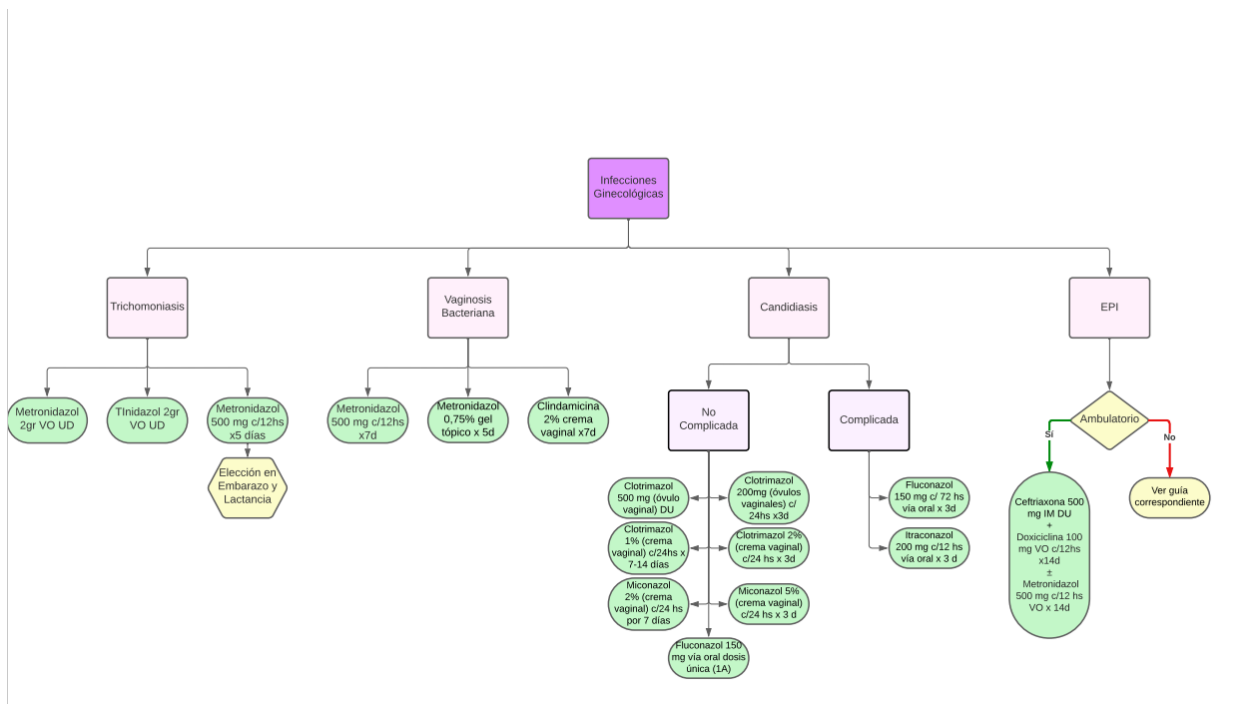 Infecciones
Ginecológicas
Trichomoniasis
Vaginosis
Bacteriana
Candidiasis
EPI
Metronidazol
2gr VO UD
TInidazol 2gr
VO UD
Metronidazol
500 mg c/12hs
x5 días
Elección en
Embarazo y
Lactancia
Metronidazol
500 mg c/12hs
x7d
Metronidazol
0,75% gel
tópico x 5d
Clindamicina
2% crema
vaginal x7d
No
Complicada
Complicada
Clotrimazol
500 mg (óvulo
vaginal) DU
Clotrimazol
200mg (óvulos
vaginales) c/
24hs x3d
Clotrimazol
1% (crema
vaginal) c/24hs x
7-14 días
Clotrimazol 2%
(crema vaginal)
c/24 hs x 3d
Miconazol
2% (crema
vaginal) c/24 hs
por 7 días
Miconazol 5%
(crema vaginal)
c/24 hs x 3 d
Fluconazol 150
mg vía oral dosis
única (1A)
Fluconazol
150 mg c/ 72 hs
vía oral x 3d
Itraconazol
200 mg c/12 hs
vía oral x 3 d
Ambulatorio
Sí
No
Ceftriaxona 500
mg IM DU
+
Doxiciclina 100
mg VO c/12hs
x14d
±
Metronidazol
500 mg c/12 hs
VO x 14d
Ver guía
correspondiente